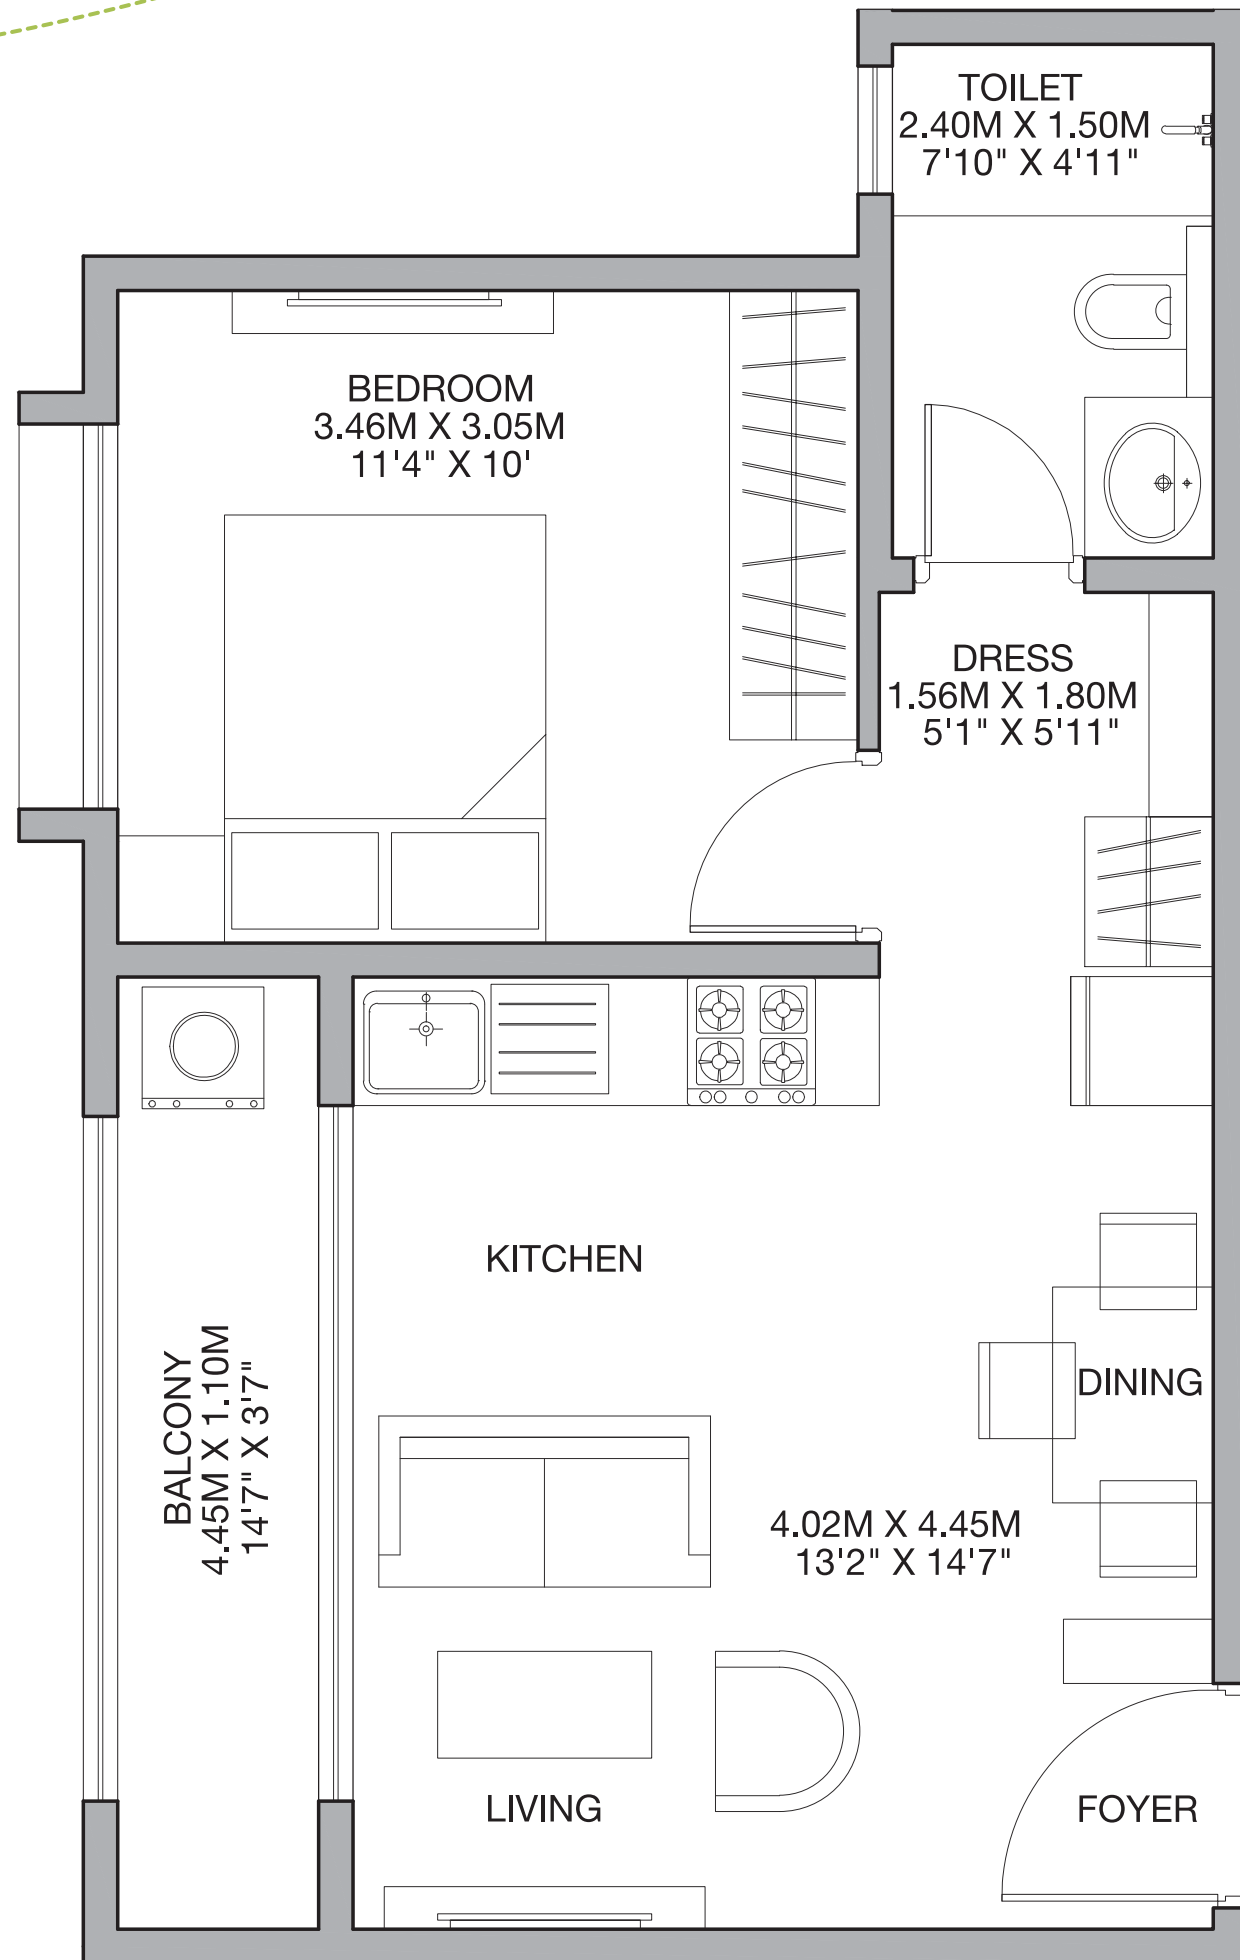 TOILET
2.40M X 1.50M
7'10" X 4'11"
BEDROOM
3.46M X 3.05M
11'4" X 10'
DRESS
1.56M X 1.80M
5'1" X 5'11"
KITCHEN
BALCONY
4.45M X 1.10M
14'7" X 3'7"
DINING
4.02M X 4.45M
13'2" X 14'7"
LIVING
FOYER